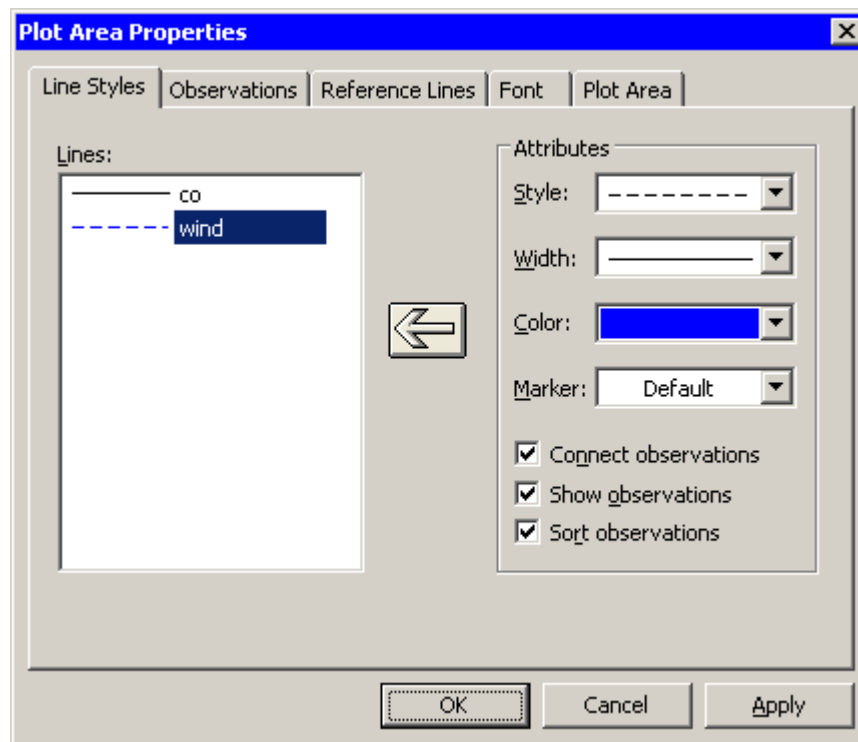 Plot Area Properties
Line Styles Observations Reference Lines Font Plot Area
Lines:
co
wind
Attributes
Style:
Width:
Color:
Marker: Default
Connect observations
Show observations
Sort observations
OK Cancel Apply